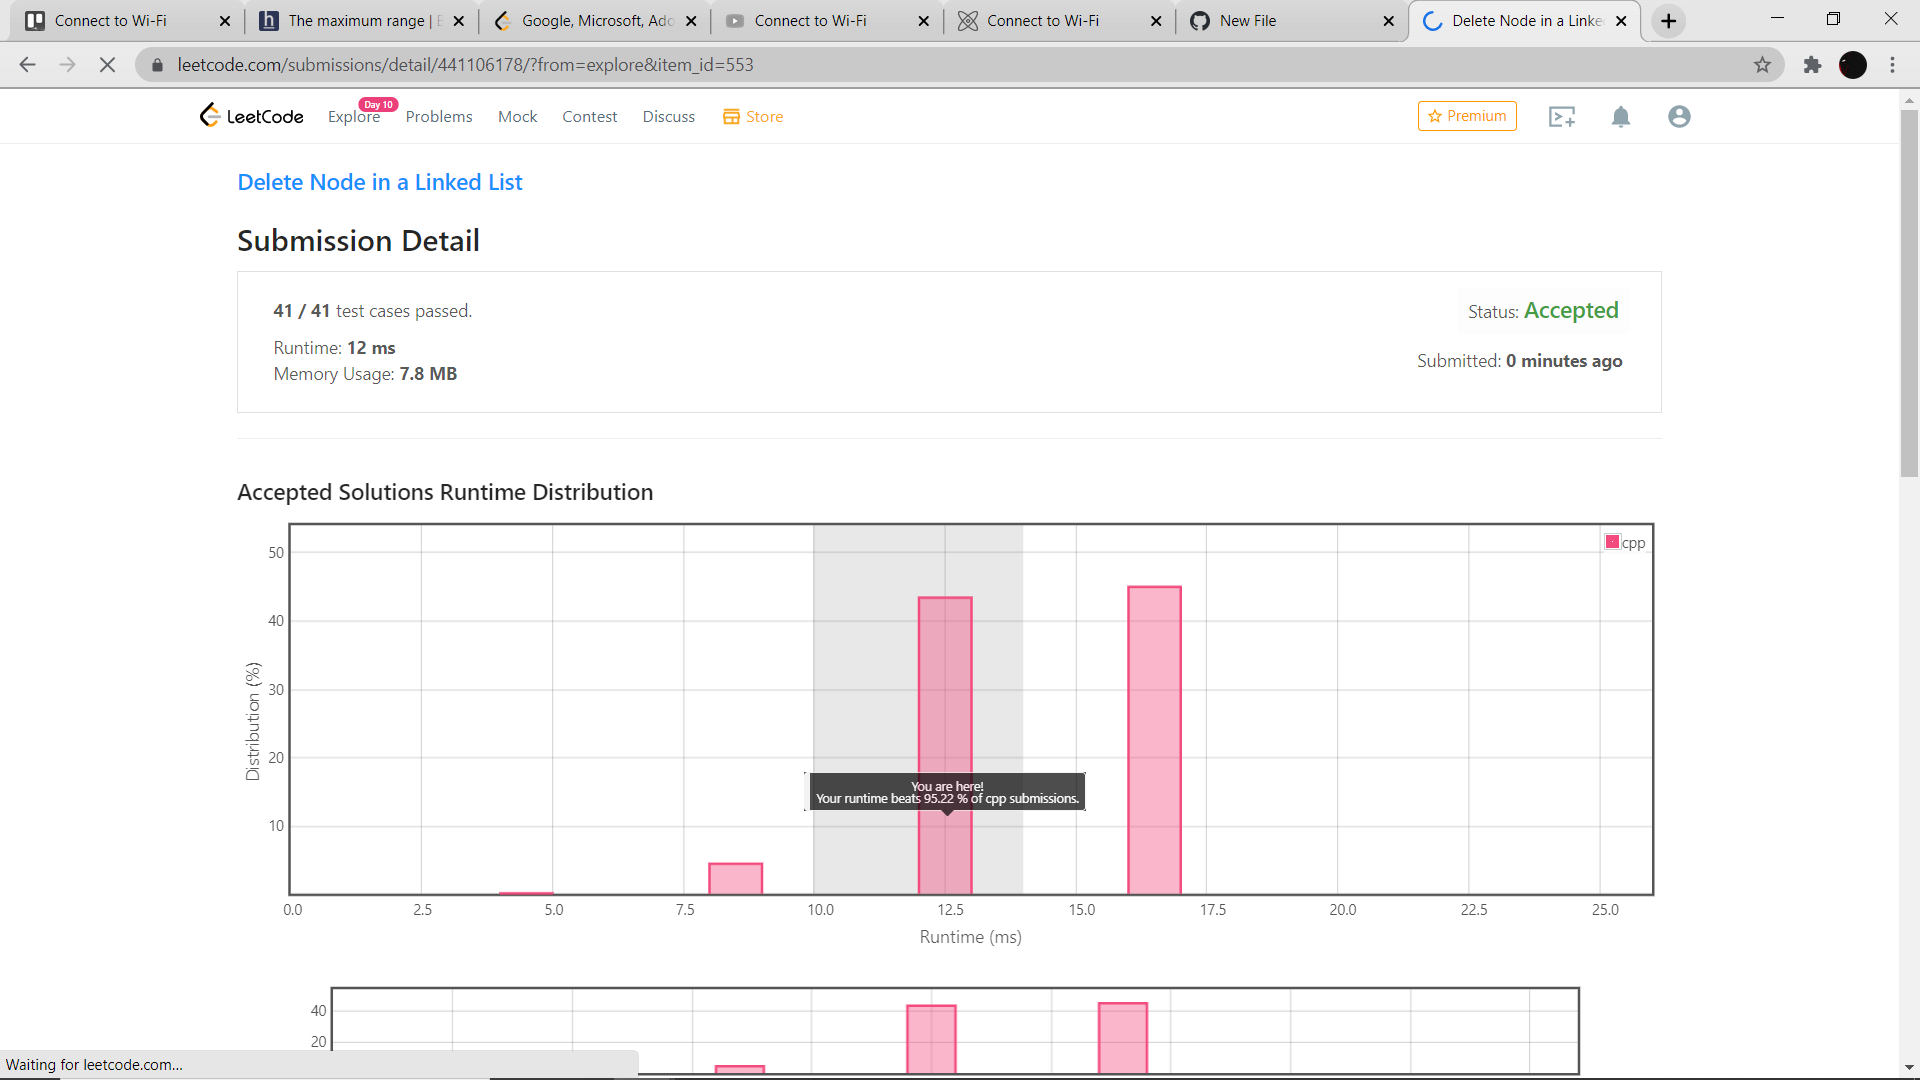 Connect to Wi-Fi
The maximum range | E
Google, Microsoft, Ado
Connect to Wi-Fi
Connect to Wi-Fi
New File
Delete Node in a Linke
leetcode.com/submissions/detail/441106178/?from=explore&item_id=553
LeetCode
Explore
Day 10
Problems
Mock
Contest
Discuss
Store
Premium
Delete Node in a Linked List
Submission Detail
41 / 41 test cases passed.
Status: Accepted
Runtime: 12 ms
Submitted: 0 minutes ago
Memory Usage: 7.8 MB
Accepted Solutions Runtime Distribution
cpp
50
40
30
20
10
Distribution (%)
You are here!
Your runtime beats 95.22 % of cpp submissions.
0.0 2.5 5.0 7.5 10.0 12.5 15.0 17.5 20.0 22.5 25.0
Runtime (ms)
40
20
Waiting for leetcode.com...